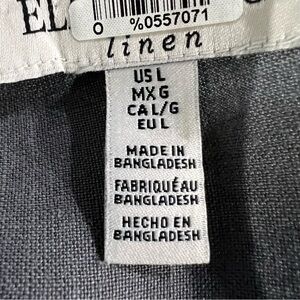 EL
0 %0557071
linen
US L
MX G
CA L/G
EU L
MADE IN
BANGLADESH
FABRIQUÉ AU
BANGLADESH
HECHO EN
BANGLADESH